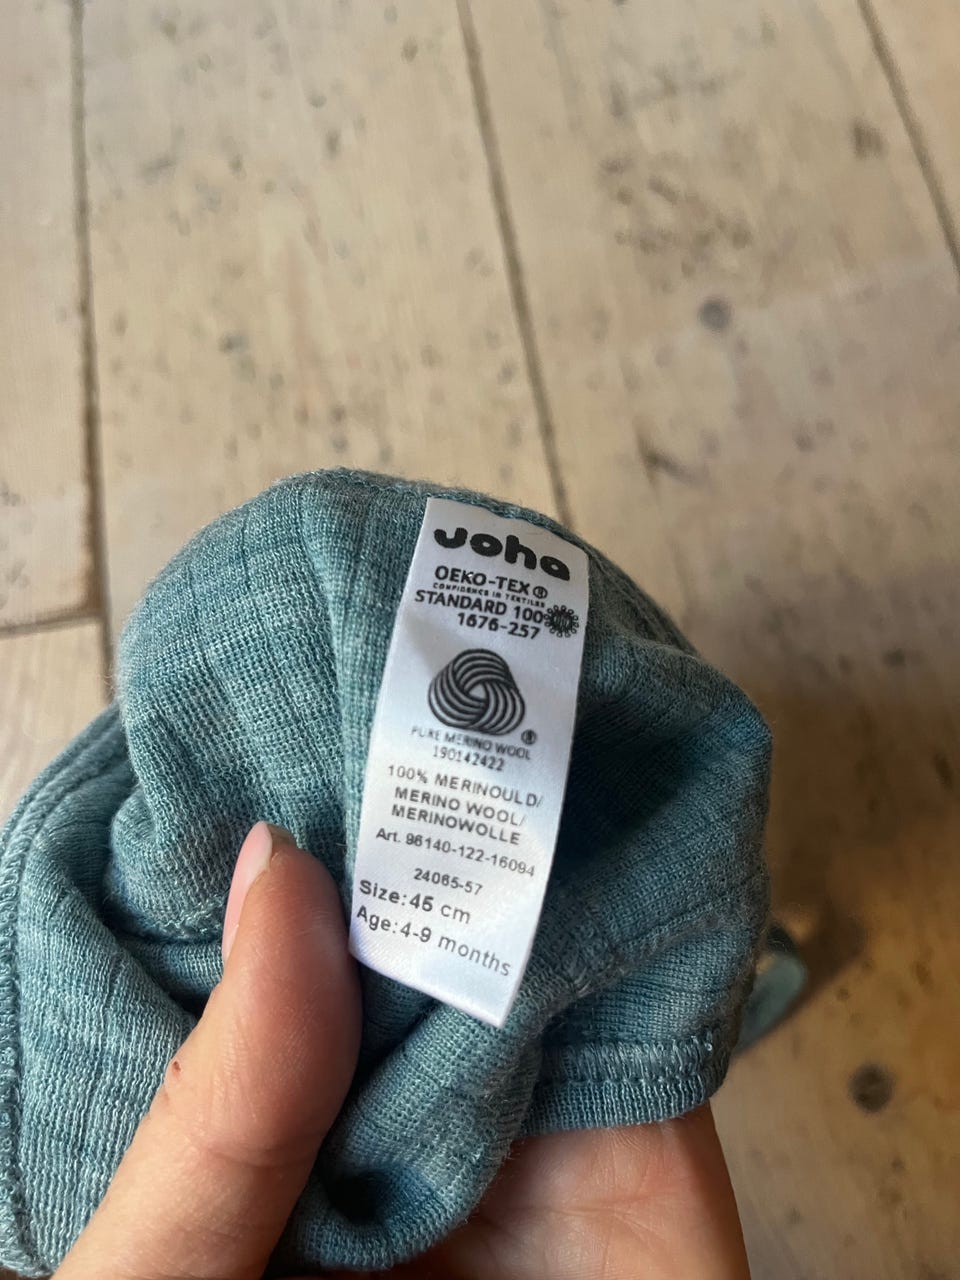 Joha
OEKO-TEX®
CONFIDENCE IN TEXTILES
STANDARD 100
1676-257
®
PURE MERINO WOOL
190142422
100% MERINOULD/
MERINO WOOL/
MERINOWOLLE
Art. 96140-122-16094
24065-57
Size: 45 cm
Age: 4-9 months